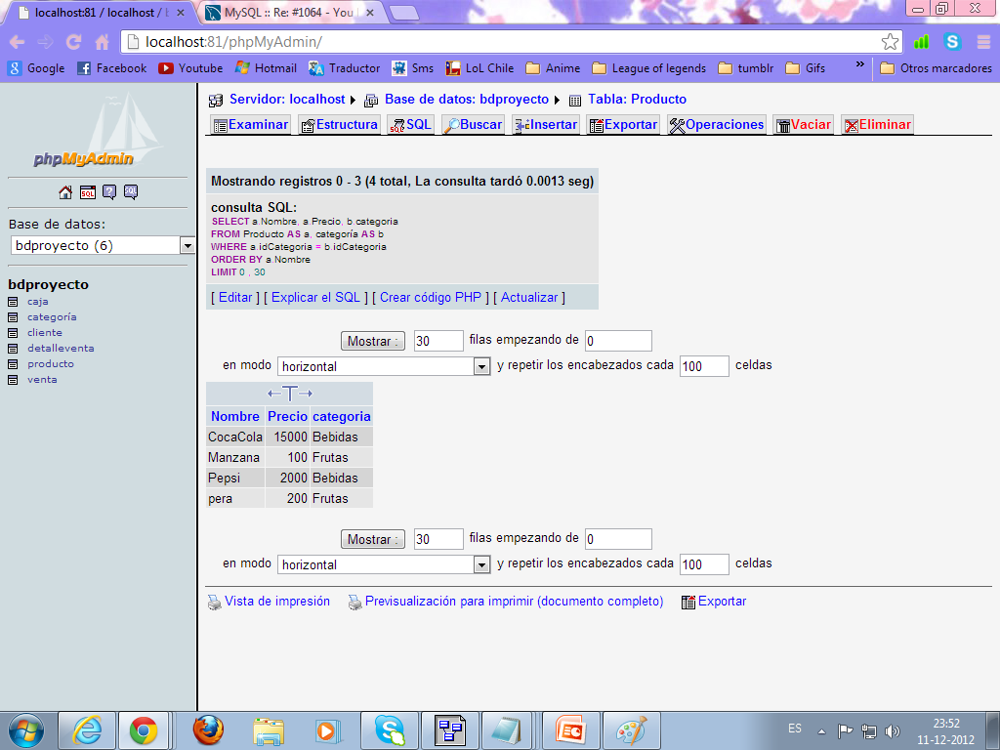 localhost:81 / localhost / b
MySQL :: Re: #1064 - You
localhost:81/phpMyAdmin/
Google Facebook Youtube Hotmail Traductor Sms LoL Chile Anime League of legends tumblr Gifs » Otros marcadores
phpMyAdmin
SQL
Base de datos:
bdproyecto (6)
bdproyecto
caja
categoría
cliente
detalleventa
producto
venta
Servidor: localhost Base de datos: bdproyecto Tabla: Producto
Examinar Estructura SQL Buscar Insertar Exportar Operaciones Vaciar Eliminar
Mostrando registros 0 - 3 (4 total, La consulta tardó 0.0013 seg)
consulta SQL:
SELECT a.Nombre, a.Precio, b.categoria
FROM Producto AS a, categoría AS b
WHERE a.idCategoria = b.idCategoria
ORDER BY a.Nombre
LIMIT 0 , 30
[ Editar ] [ Explicar el SQL ] [ Crear código PHP ] [ Actualizar ]
Mostrar : 30 filas empezando de 0
en modo horizontal y repetir los encabezados cada 100 celdas
←T→
Nombre Precio categoria
CocaCola 15000 Bebidas
Manzana 100 Frutas
Pepsi 2000 Bebidas
pera 200 Frutas
Mostrar : 30 filas empezando de 0
en modo horizontal y repetir los encabezados cada 100 celdas
Vista de impresión Previsualización para imprimir (documento completo) Exportar
ES 23:52
11-12-2012